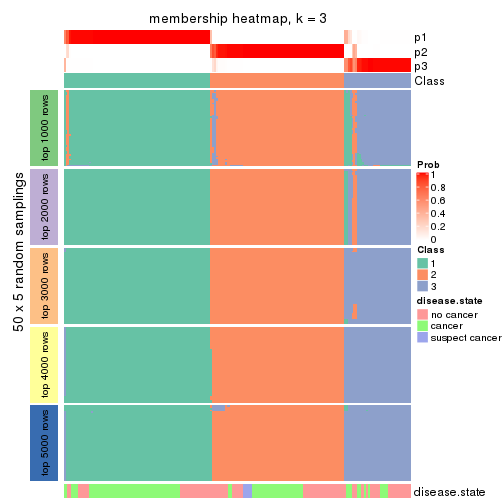 membership heatmap, k = 3
p1
p2
p3
Class
50 x 5 random samplings
top 1000 rows
top 2000 rows
top 3000 rows
top 4000 rows
top 5000 rows
disease.state
Prob
1
0.8
0.6
0.4
0.2
0
Class
1
2
3
disease.state
no cancer
cancer
suspect cancer